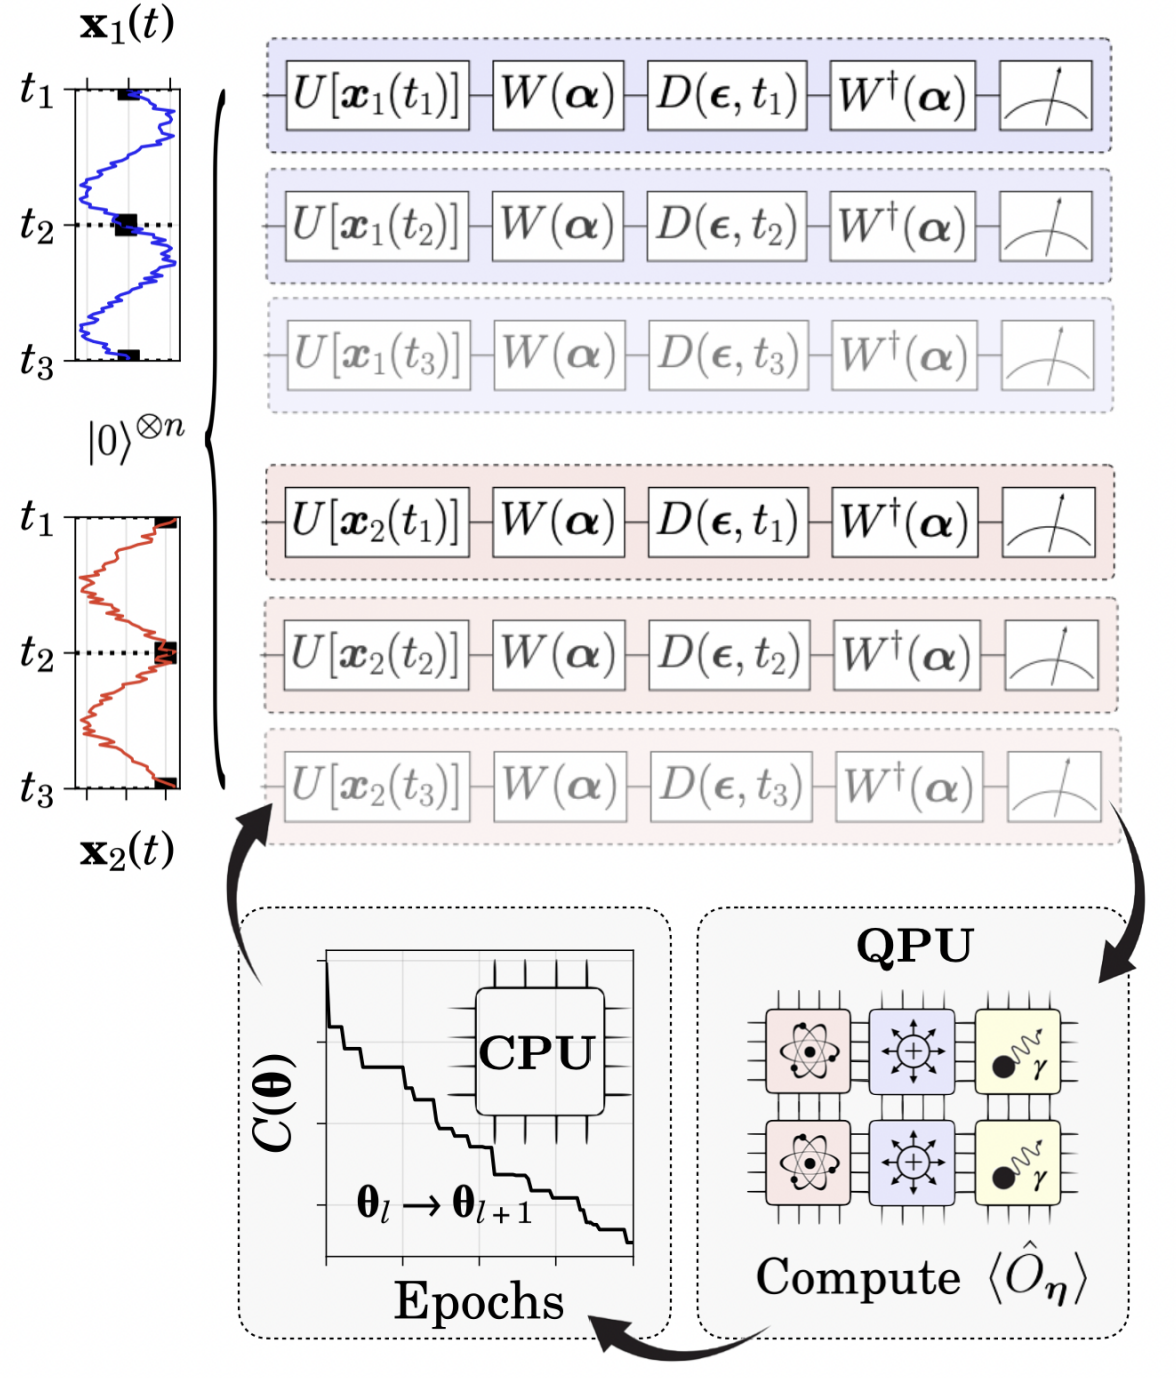 𝐱₁(t)
t₁
t₂
t₃
|0⟩^⊗n
t₁
t₂
t₃
𝐱₂(t)
U[𝒙₁(t₁)] W(𝜶) D(𝝐, t₁) W†(𝜶)
U[𝒙₁(t₂)] W(𝜶) D(𝝐, t₂) W†(𝜶)
U[𝒙₁(t₃)] W(𝜶) D(𝝐, t₃) W†(𝜶)
U[𝒙₂(t₁)] W(𝜶) D(𝝐, t₁) W†(𝜶)
U[𝒙₂(t₂)] W(𝜶) D(𝝐, t₂) W†(𝜶)
U[𝒙₂(t₃)] W(𝜶) D(𝝐, t₃) W†(𝜶)
C(𝛉)
CPU
𝛉_l → 𝛉_{l+1}
Epochs
QPU
γ
γ
Compute ⟨Ô_𝜼⟩